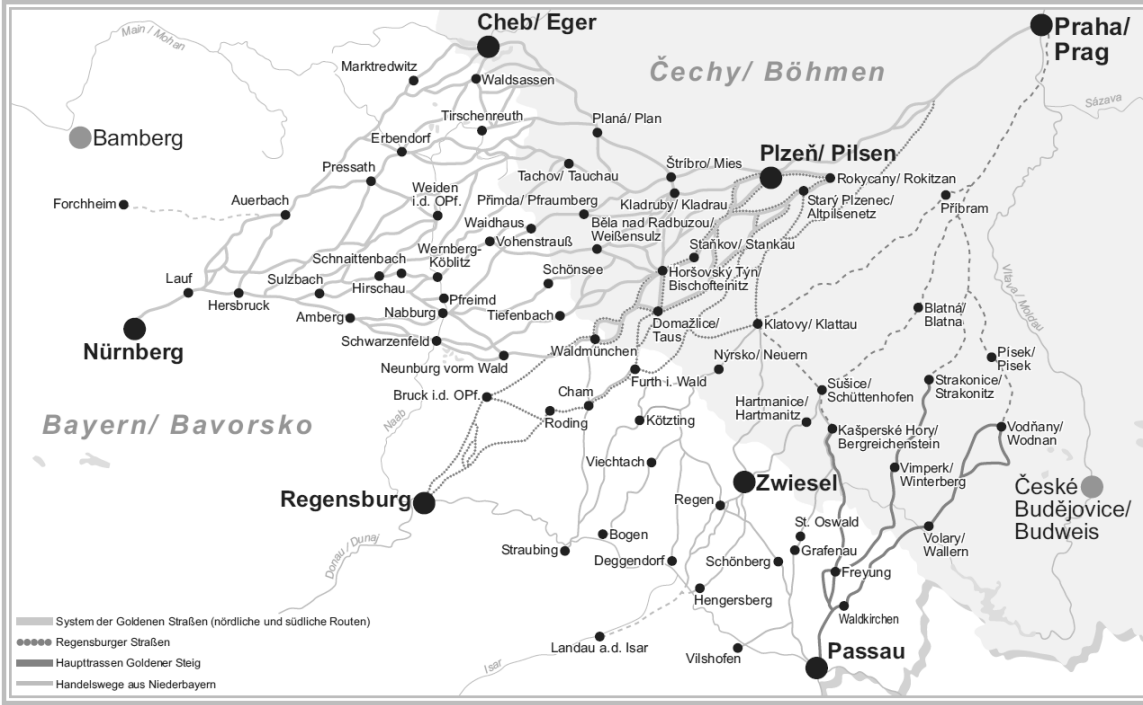 Main / Mohan
Cheb/ Eger
Praha/
Prag
Marktredwitz
Waldsassen
Čechy/ Böhmen
Sázava
Tirschenreuth
Planá/ Plan
Bamberg
Erbendorf
Plzeň/ Pilsen
Pressath
Tachov/ Tauchau
Štríbro/ Mies
Rokycany/ Rokitzan
Weiden
i.d. OPf.
Přimda/ Pfraumberg
Kladruby/ Kladrau
Starý Plzenec/
Altpilsenetz
Příbram
Forchheim
Auerbach
Waidhaus
Běla nad Radbuzou/
Weißensulz
Wernberg-
Köblitz
Vohenstrauß
Staňkov/ Stankau
Schnaittenbach
Schönsee
Horšovský Týn/
Bischofteinitz
Lauf
Sulzbach
Hirschau
Hersbruck
Pfreimd
Vltava / Moldau
Amberg
Nabburg
Tiefenbach
Domažlice/
Taus
Klatovy/ Klattau
Blatná/
Blatna
Nürnberg
Schwarzenfeld
Waldmünchen
Nýrsko/ Neuern
Písek/
Pisek
Neunburg vorm Wald
Furth i. Wald
Sušice/
Schüttenhofen
Strakonice/
Strakonitz
Bruck i.d. OPf.
Cham
Hartmanice/
Hartmanitz
Bayern/ Bavorsko
Naab
Roding
Kötzting
Kašperské Hory/
Bergreichenstein
Vodňany/
Wodnan
Viechtach
Vimperk/
Winterberg
Regensburg
Zwiesel
České
Budějovice/
Budweis
Regen
St. Oswald
Donau / Dunaj
Straubing
Bogen
Volary/
Wallern
Deggendorf
Schönberg
Grafenau
Freyung
Hengersberg
Waldkirchen
System der Goldenen Straßen (nördliche und südliche Routen)
Regensburger Straßen
Landau a.d. Isar
Passau
Haupttrassen Goldener Steig
Isar
Vilshofen
Handelswege aus Niederbayern